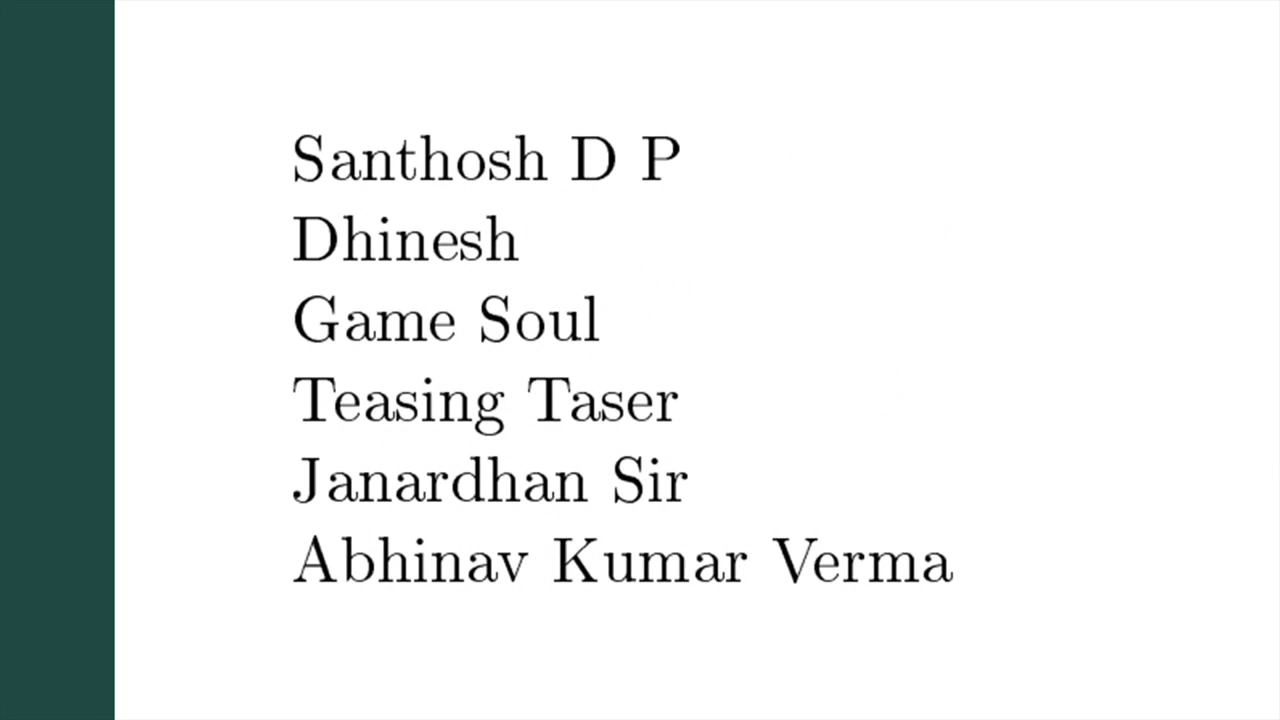 Santhosh D P
Dhinesh
Game Soul
Teasing Taser
Janardhan Sir
Abhinav Kumar Verma